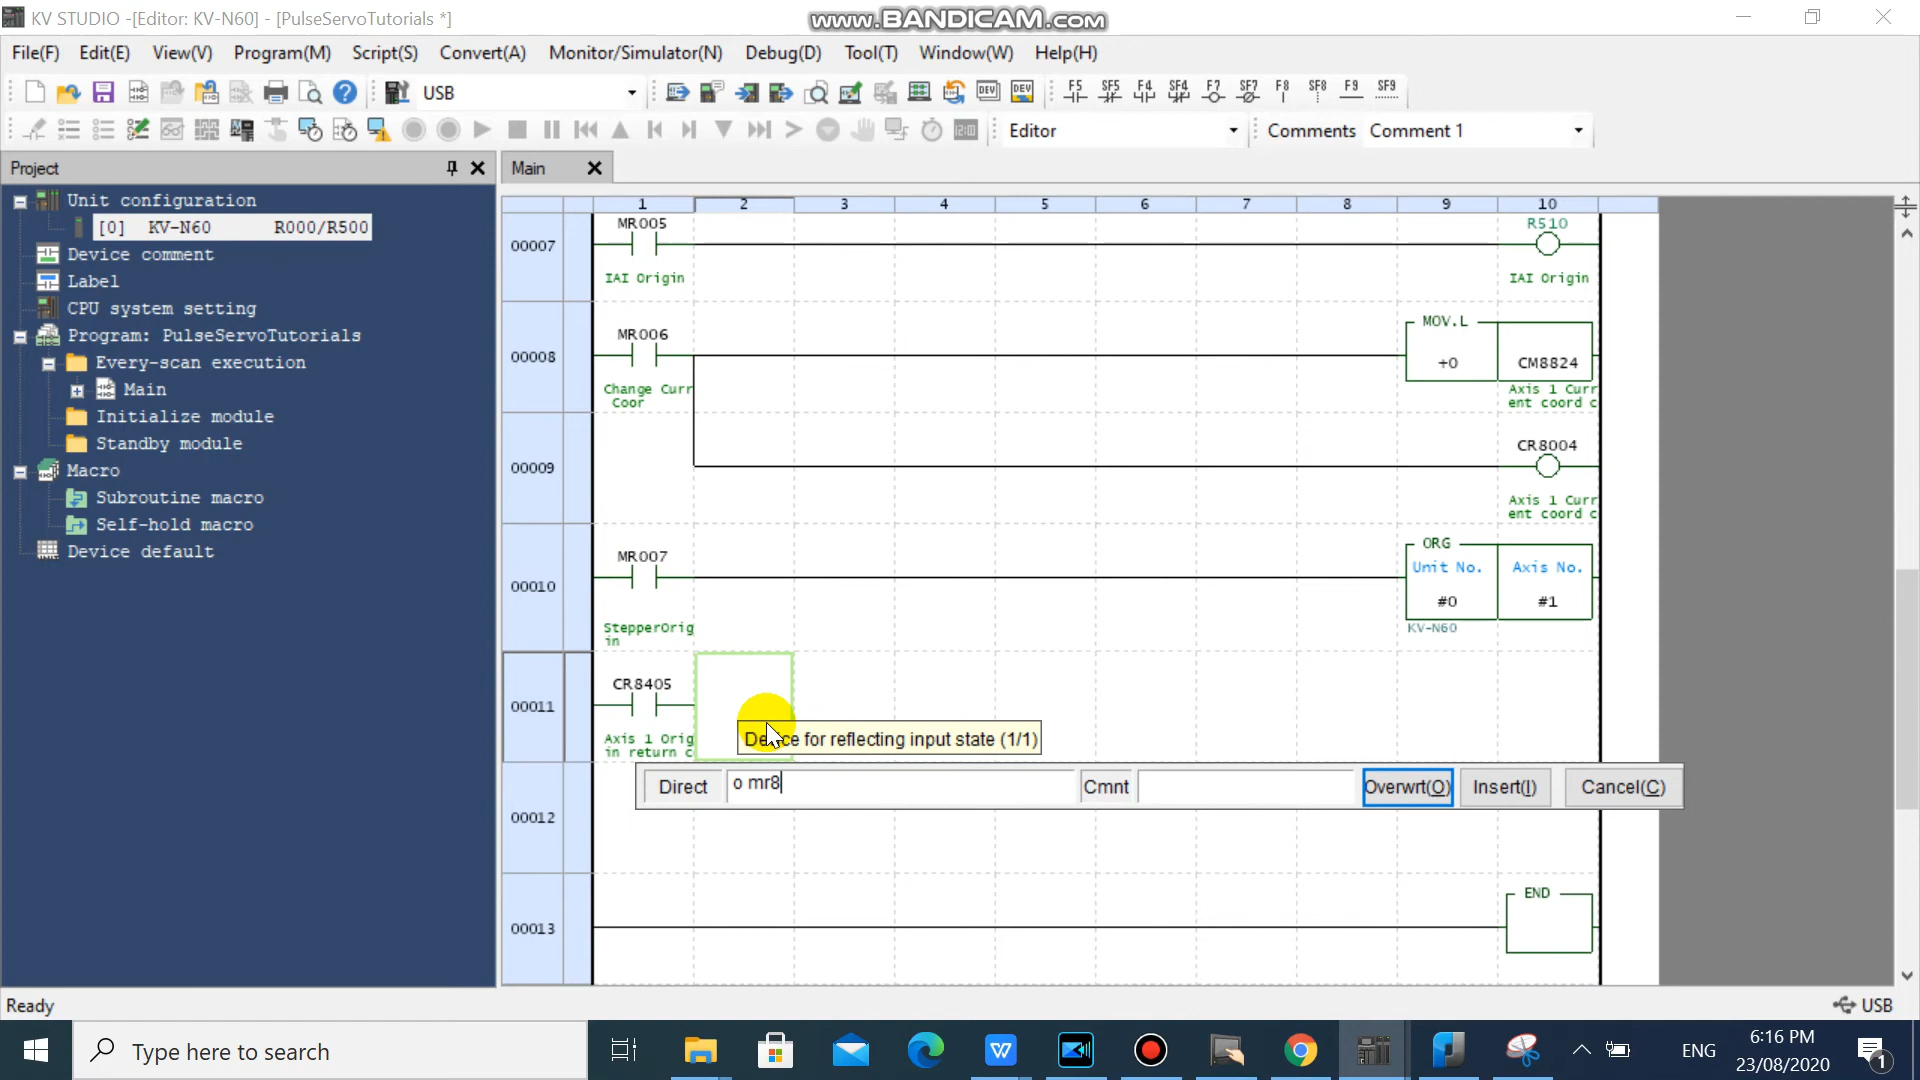 KV STUDIO -[Editor: KV-N60] - [PulseServoTutorials *]
www.BANDICAM.com
File(F) Edit(E) View(V) Program(M) Script(S) Convert(A) Monitor/Simulator(N) Debug(D) Tool(T) Window(W) Help(H)
USB
F5 SF5 F4 SF4 F7 SF7 F8 SF8 F9 SF9
DEV DEV
Editor Comments Comment 1
Project
Main
Unit configuration
[0] KV-N60 R000/R500
Device comment
Label
CPU system setting
Program: PulseServoTutorials
Every-scan execution
Main
Initialize module
Standby module
Macro
Subroutine macro
Self-hold macro
Device default
1 2 3 4 5 6 7 8 9 10
MR005 R510
00007
IAI Origin IAI Origin
MR006 MOV.L
00008 +0 CM8824
Change Curr Axis 1 Curr
Coor ent coord c
CR8004
00009
Axis 1 Curr
ent coord c
MR007 ORG
Unit No. Axis No.
00010 #0 #1
StepperOrig KV-N60
in
CR8405
00011
Axis 1 Orig
in return c
Device for reflecting input state (1/1)
Direct o mr8 Cmnt Overwrt(O) Insert(I) Cancel(C)
00012
END
00013
Ready USB
Type here to search
ENG
6:16 PM
23/08/2020
1